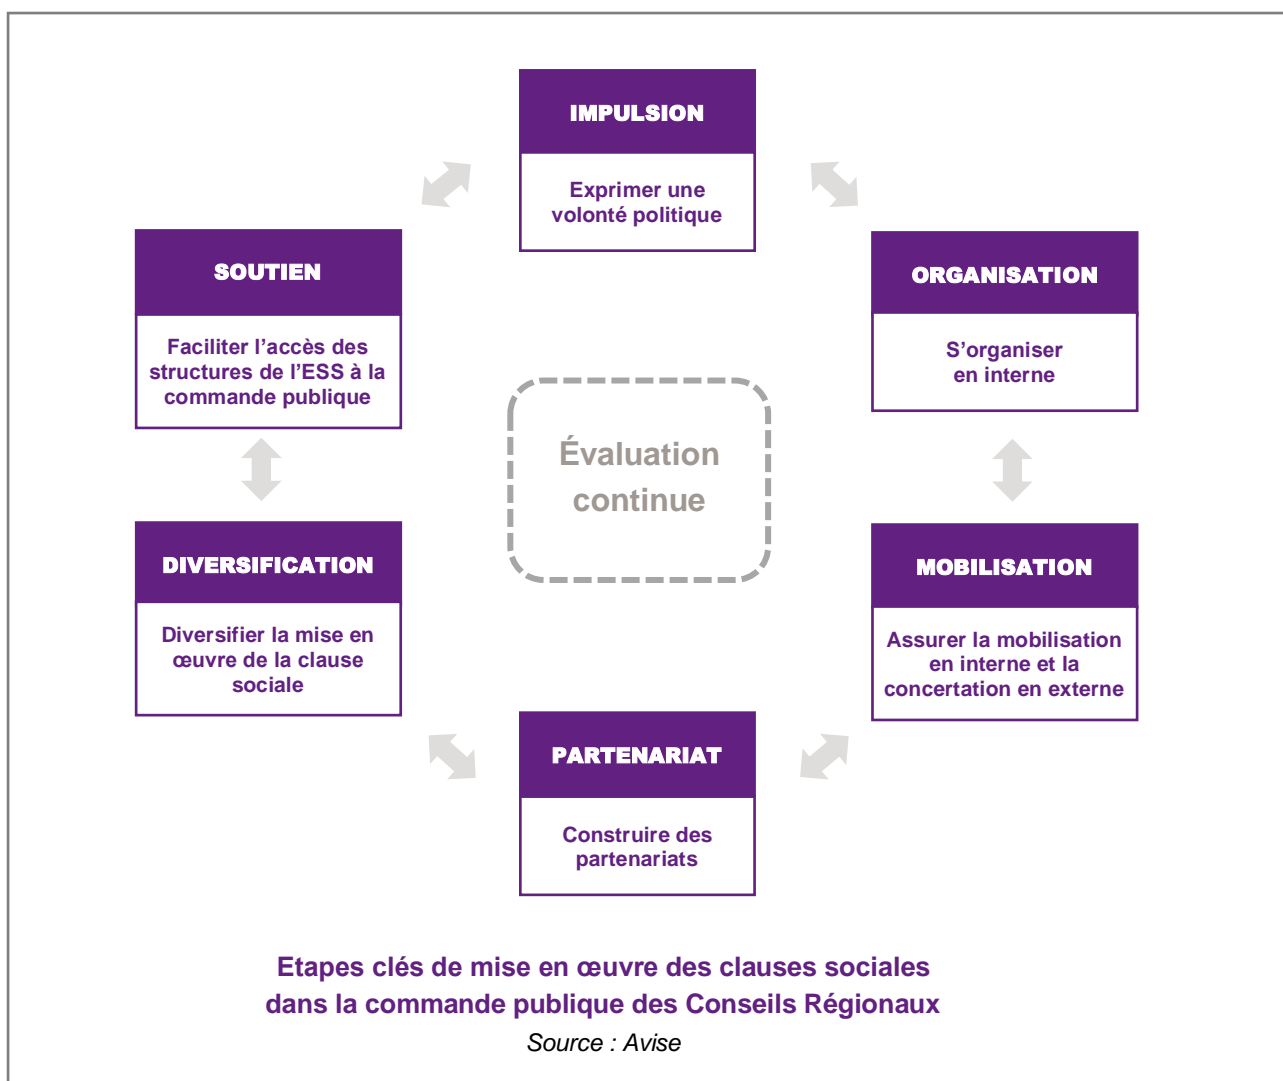 IMPULSION
Exprimer une
volonté politique
ORGANISATION
S’organiser
en interne
MOBILISATION
Assurer la mobilisation
en interne et la
concertation en externe
PARTENARIAT
Construire des
partenariats
DIVERSIFICATION
Diversifier la mise en
œuvre de la clause
sociale
SOUTIEN
Faciliter l’accès des
structures de l’ESS à la
commande publique
Évaluation
continue
Etapes clés de mise en œuvre des clauses sociales
dans la commande publique des Conseils Régionaux
Source : Avise